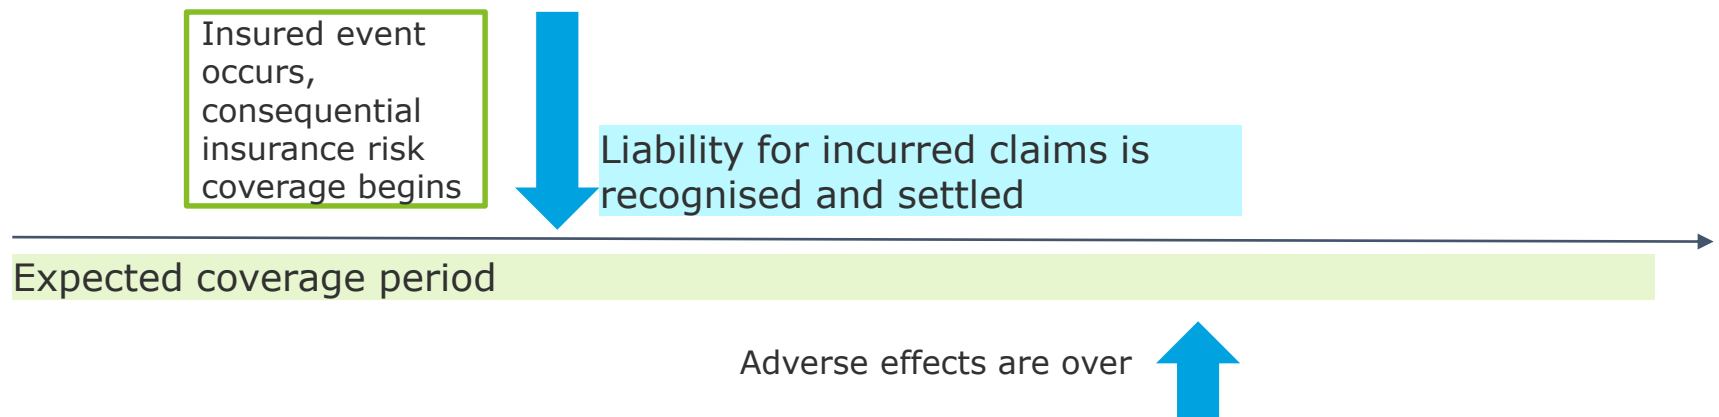 Insured event
occurs,
consequential
insurance risk
coverage begins
Liability for incurred claims is
recognised and settled
Expected coverage period
Adverse effects are over